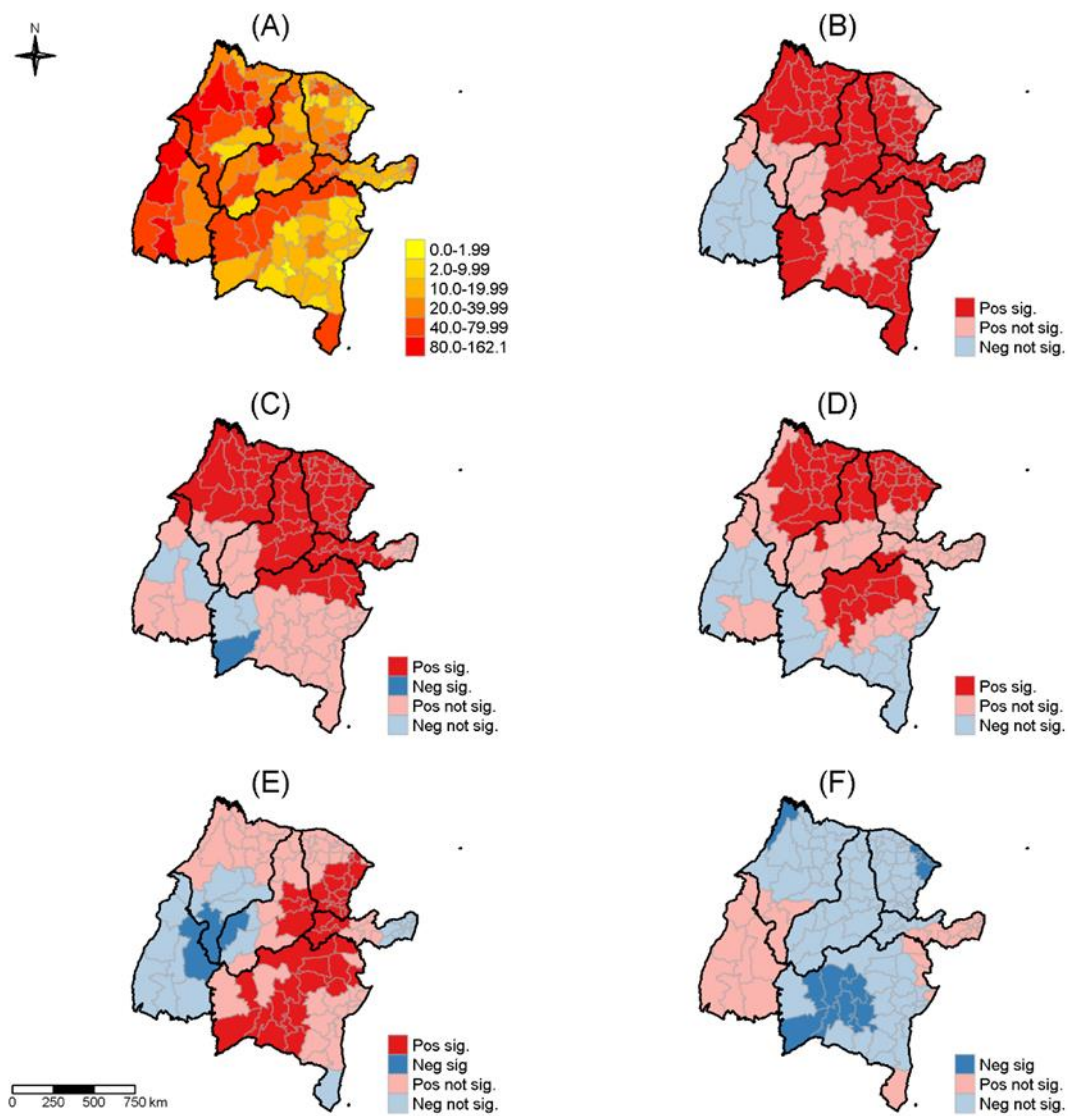 N
(A)
0.0-1.99
2.0-9.99
10.0-19.99
20.0-39.99
40.0-79.99
80.0-162.1
(B)
Pos sig.
Pos not sig.
Neg not sig.
(C)
Pos sig.
Neg sig.
Pos not sig.
Neg not sig.
(D)
Pos sig.
Pos not sig.
Neg not sig.
(E)
Pos sig.
Neg sig
Pos not sig.
Neg not sig.
0 250 500 750 km
(F)
Neg sig
Pos not sig.
Neg not sig.